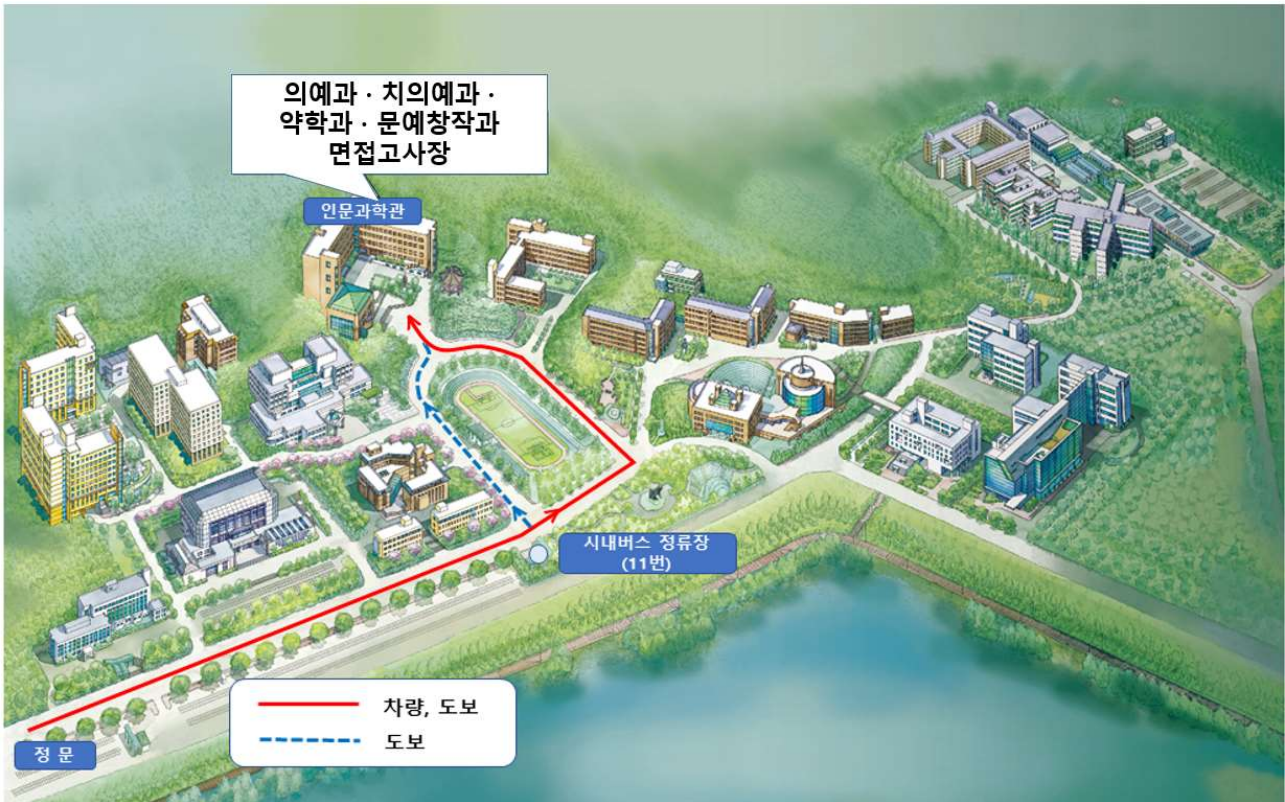 의예과 · 치의예과 ·
약학과 · 문예창작과
면접고사장
인문과학관
시내버스 정류장
(11번)
차량, 도보
도보
정 문